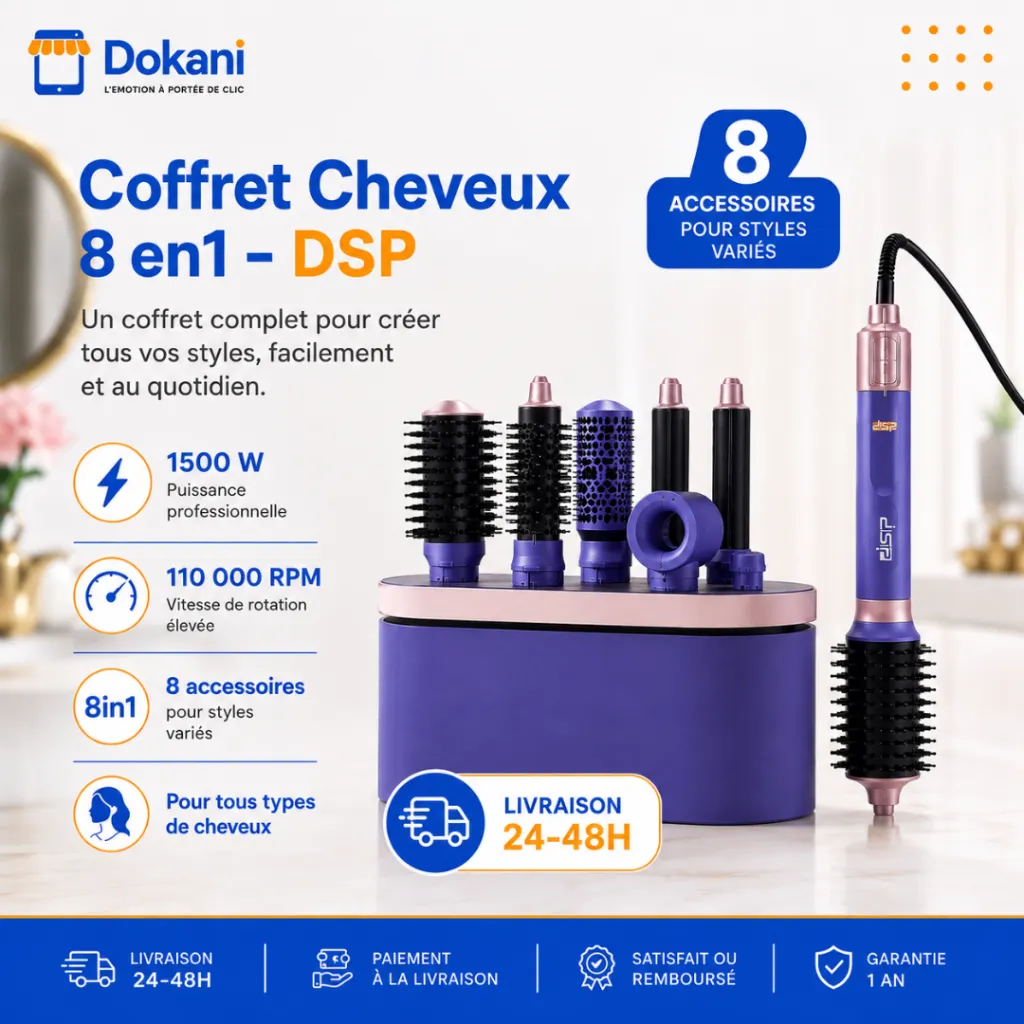 Dokani
L'EMOTION À PORTÉE DE CLIC
8
ACCESSOIRES
POUR STYLES
VARIÉS
Coffret Cheveux
8 en1 - DSP
Un coffret complet pour créer
tous vos styles, facilement
et au quotidien.
1500 W
Puissance
professionnelle
110 000 RPM
Vitesse de rotation
élevée
8in1
8 accessoires
pour styles
variés
Pour tous types
de cheveux
dsp
dsp
LIVRAISON
24-48H
LIVRAISON
24-48H
PAIEMENT
À LA LIVRAISON
SATISFAIT OU
REMBOURSÉ
GARANTIE
1 AN